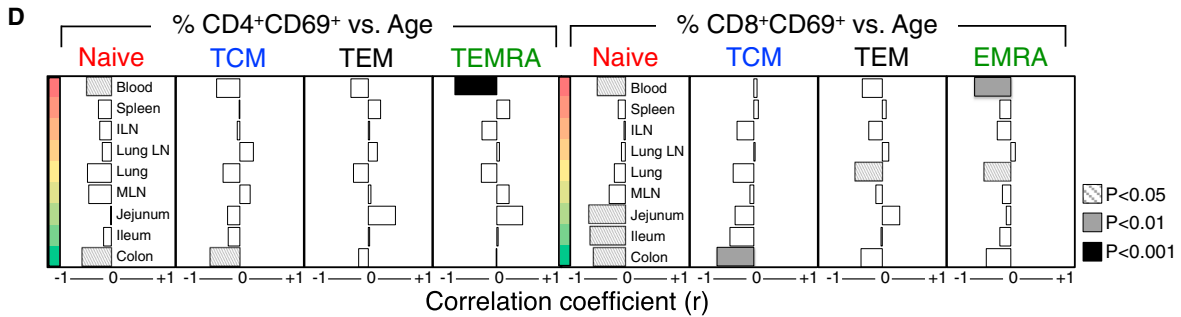 D
% CD4+CD69+ vs. Age
% CD8+CD69+ vs. Age
Naive TCM TEM TEMRA Naive TCM TEM EMRA
Blood Blood
Spleen Spleen
ILN ILN
Lung LN Lung LN
Lung Lung
MLN MLN
Jejunum Jejunum
Ileum Ileum
Colon Colon
P<0.05
P<0.01
P<0.001
-1 0 +1 -1 0 +1 -1 0 +1 -1 0 +1 -1 0 +1 -1 0 +1 -1 0 +1 -1 0 +1
Correlation coefficient (r)